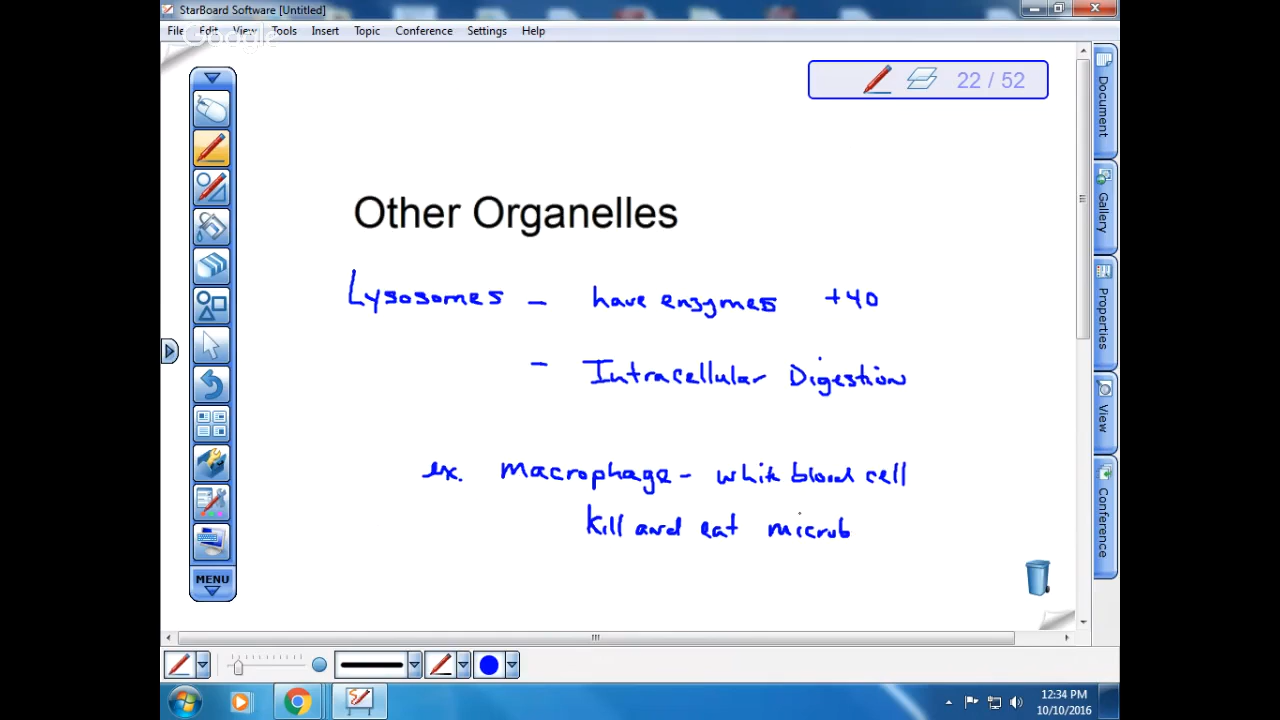 StarBoard Software [Untitled]
File Edit View Tools Insert Topic Conference Settings Help
Google
22 / 52
Document
Gallery
Properties
View
Conference
Other Organelles
Lysosomes - have enzymes +40
- Intracellular Digestion
ex. Macrophage - white blood cell
kill and eat microb
MENU
12:34 PM
10/10/2016